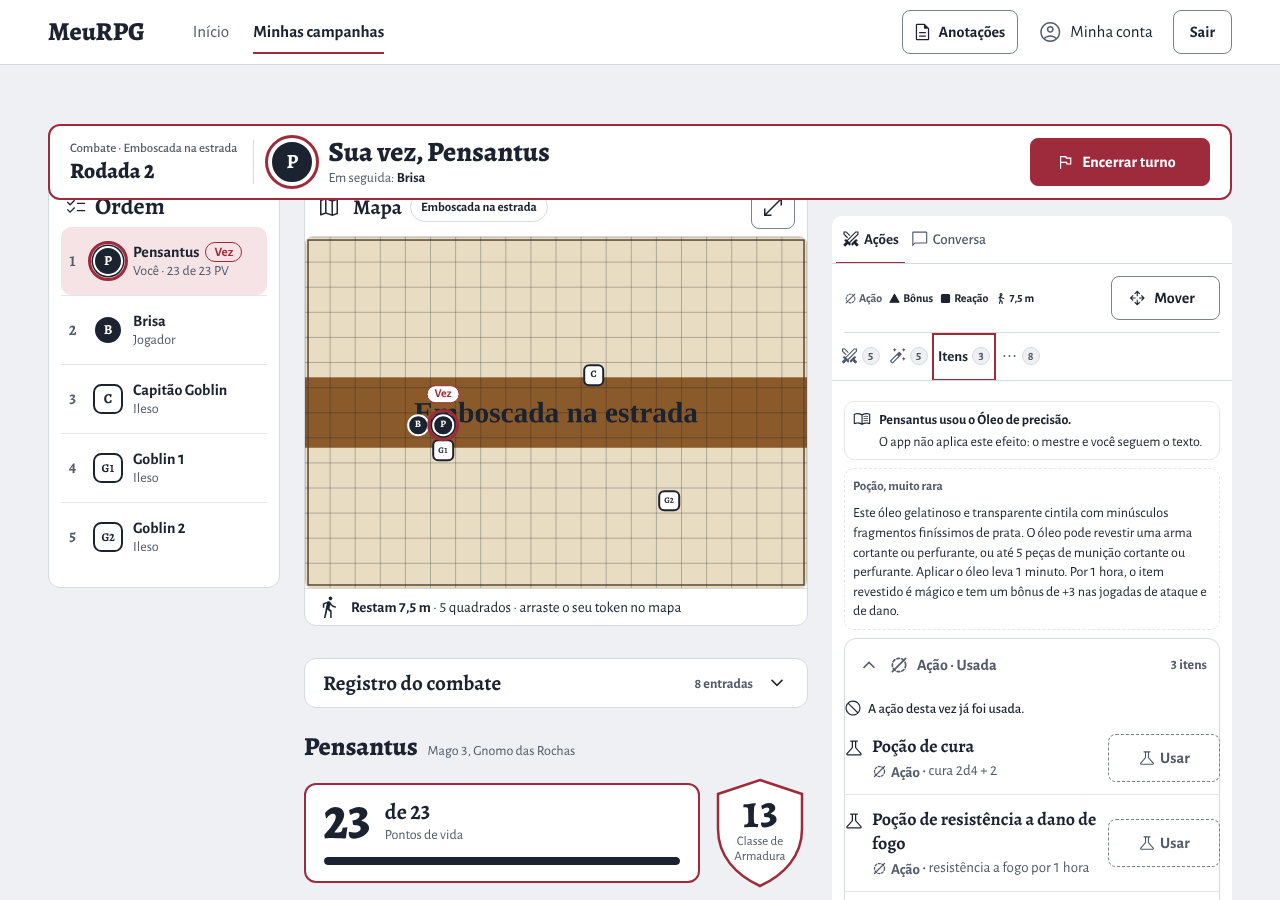 MeuRPG
Início
Minhas campanhas
Anotações
Minha conta
Sair
Combate · Emboscada na estrada
Rodada 2
P
Sua vez, Pensantus
Em seguida: Brisa
Encerrar turno
Ordem
1
P
Pensantus
Vez
Você · 23 de 23 PV
2
B
Brisa
Jogador
3
C
Capitão Goblin
Ileso
4
G1
Goblin 1
Ileso
5
G2
Goblin 2
Ileso
Mapa
Emboscada na estrada
C
Vez
Emboscada na estrada
B
P
G1
G2
Restam 7,5 m · 5 quadrados · arraste o seu token no mapa
Registro do combate
8 entradas
Pensantus
Mago 3, Gnomo das Rochas
23
de 23
Pontos de vida
13
Classe de
Armadura
Ações
Conversa
Ação
Bônus
Reação
7,5 m
Mover
5
5
Itens 3
8
Pensantus usou o Óleo de precisão.
O app não aplica este efeito: o mestre e você seguem o texto.
Poção, muito rara
Este óleo gelatinoso e transparente cintila com minúsculos
fragmentos finíssimos de prata. O óleo pode revestir uma arma
cortante ou perfurante, ou até 5 peças de munição cortante ou
perfurante. Aplicar o óleo leva 1 minuto. Por 1 hora, o item
revestido é mágico e tem um bônus de +3 nas jogadas de ataque e
de dano.
Ação · Usada
3 itens
A ação desta vez já foi usada.
Poção de cura
Ação · cura 2d4 + 2
Usar
Poção de resistência a dano de
fogo
Ação · resistência a fogo por 1 hora
Usar